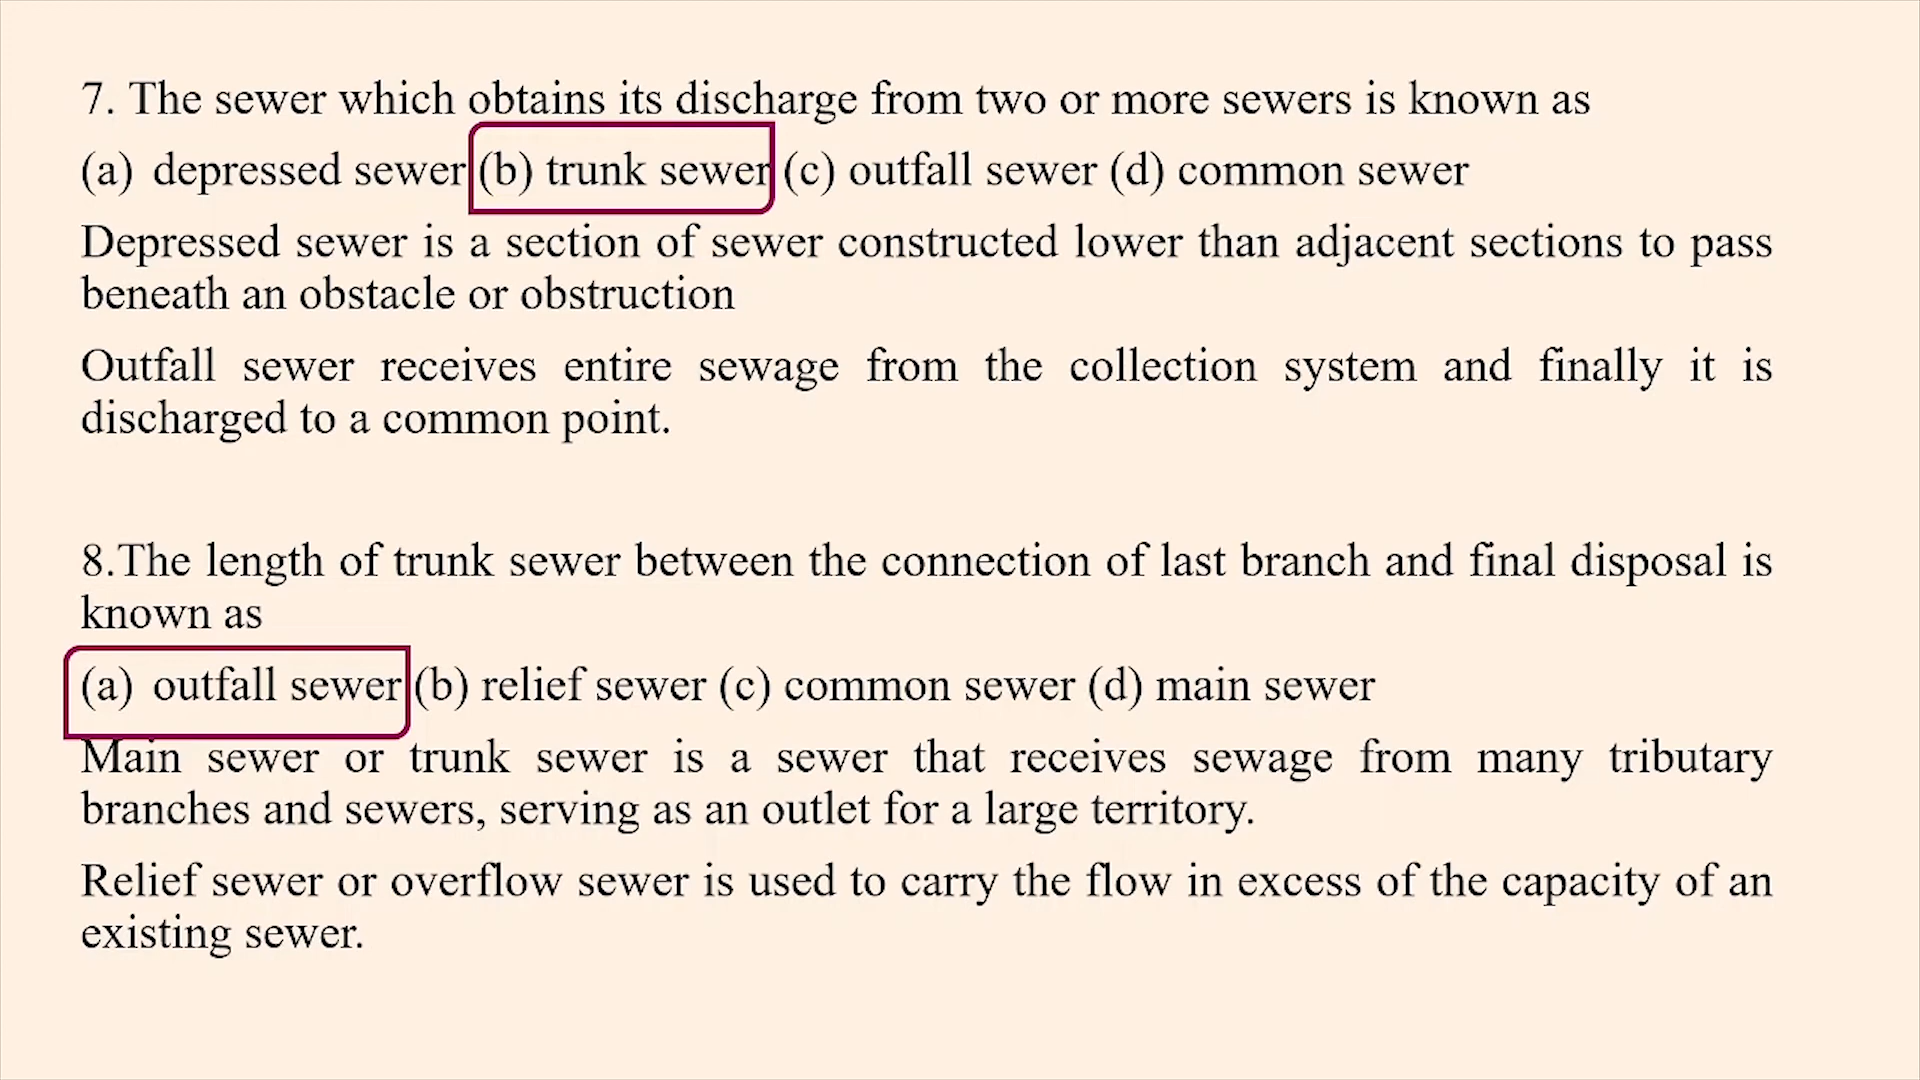 7. The sewer which obtains its discharge from two or more sewers is known as
(a) depressed sewer (b) trunk sewer (c) outfall sewer (d) common sewer
Depressed sewer is a section of sewer constructed lower than adjacent sections to pass
beneath an obstacle or obstruction
Outfall sewer receives entire sewage from the collection system and finally it is
discharged to a common point.
8.The length of trunk sewer between the connection of last branch and final disposal is
known as
(a) outfall sewer (b) relief sewer (c) common sewer (d) main sewer
Main sewer or trunk sewer is a sewer that receives sewage from many tributary
branches and sewers, serving as an outlet for a large territory.
Relief sewer or overflow sewer is used to carry the flow in excess of the capacity of an
existing sewer.